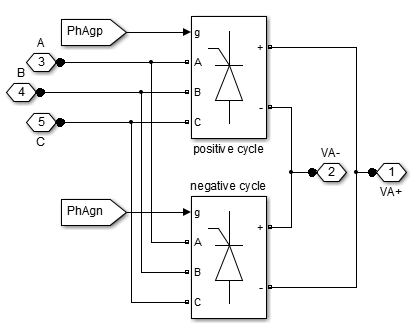 PhAgp
g
A
3
A
+
B
4
B
-
5
C
C
positive cycle
VA-
2
1
VA+
negative cycle
PhAgn
g
A
+
B
C
-